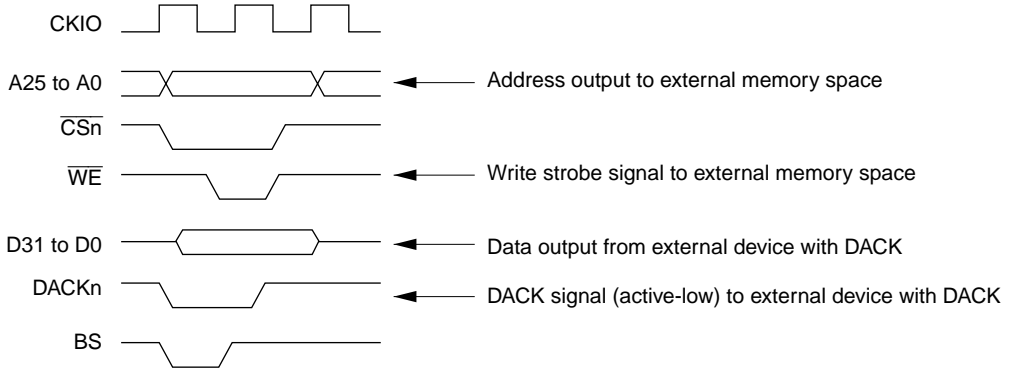 CKIO
A25 to A0 Address output to external memory space
CSn
WE Write strobe signal to external memory space
D31 to D0 Data output from external device with DACK
DACKn DACK signal (active-low) to external device with DACK
BS